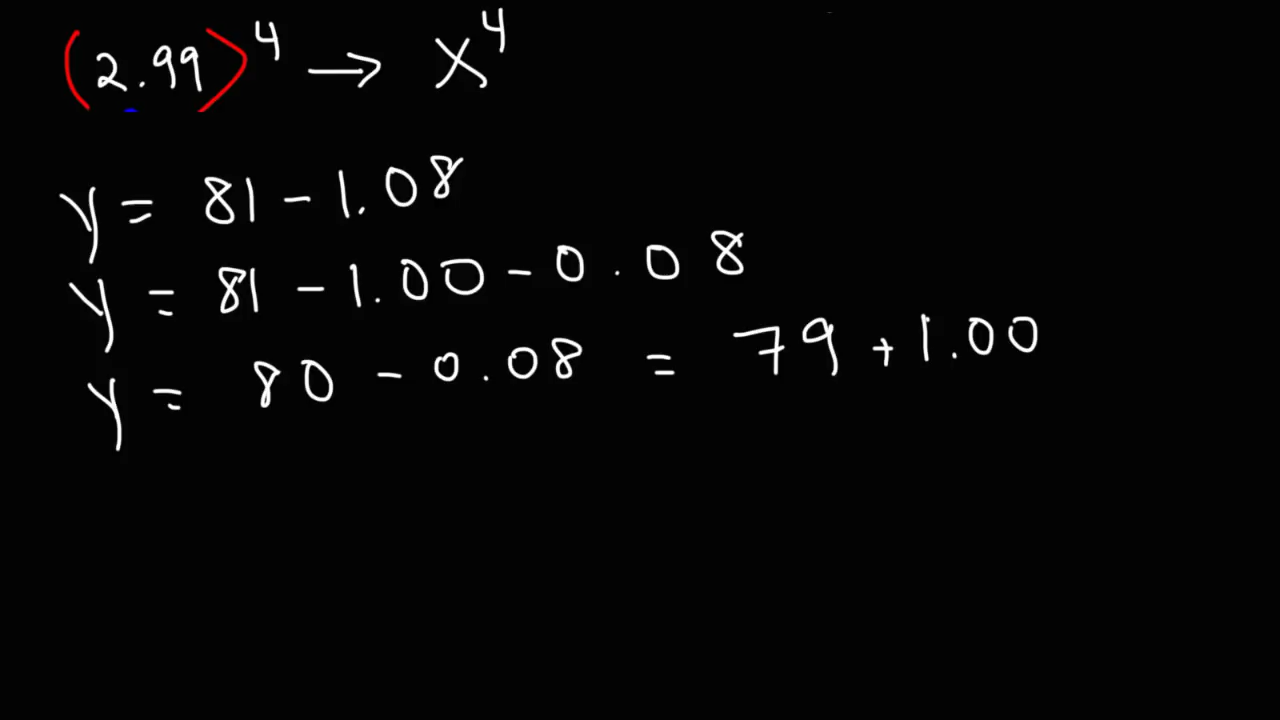 (2.99)⁴ → x⁴
y = 81 - 1.08
y = 81 - 1.00 - 0.08
y = 80 - 0.08 = 79 + 1.00